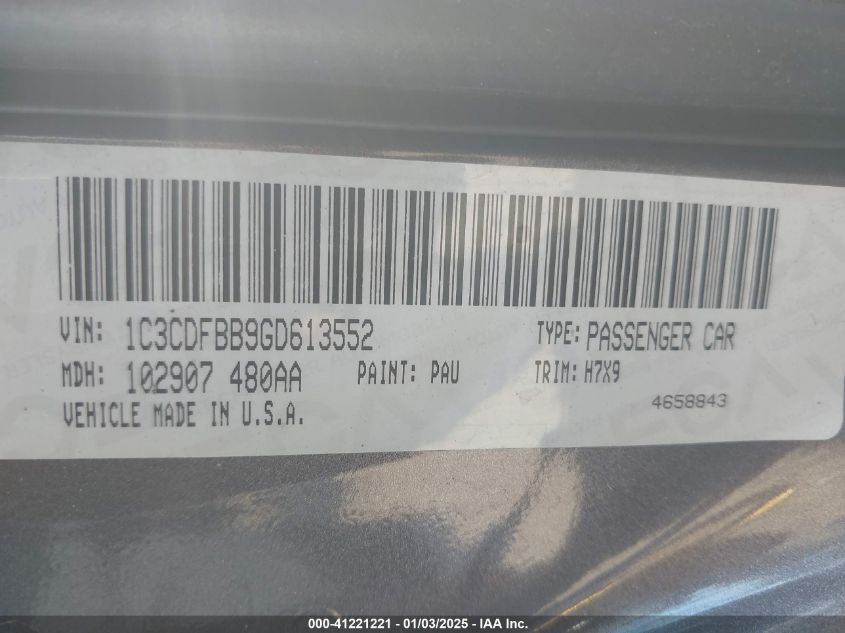 VIN: 1C3CDFBB9GD613552 TYPE: PASSENGER CAR
MDH: 102907 480AA PAINT: PAU TRIM: H7X9
VEHICLE MADE IN U.S.A. 4658843
000-41221221 | 01/03/2025 - © IAA Inc.